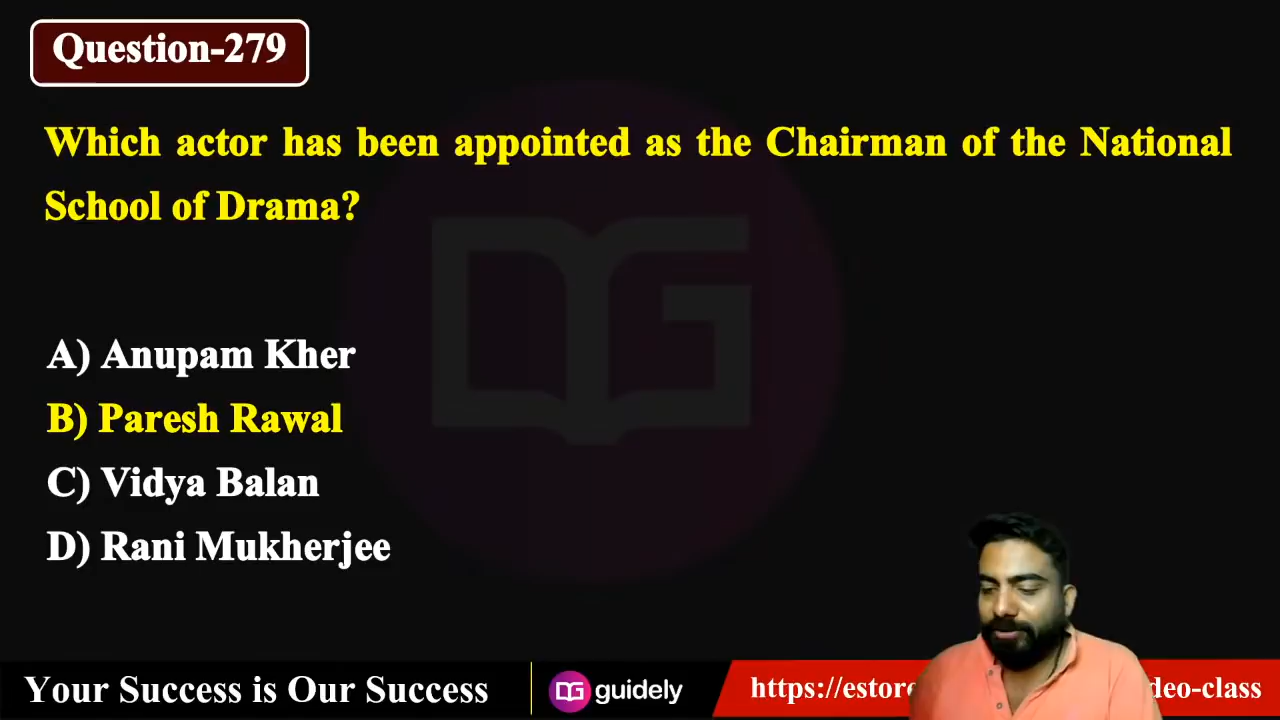 Question-279
Which actor has been appointed as the Chairman of the National
School of Drama?
A) Anupam Kher
B) Paresh Rawal
C) Vidya Balan
D) Rani Mukherjee
Your Success is Our Success
guidely
https://estore deo-class